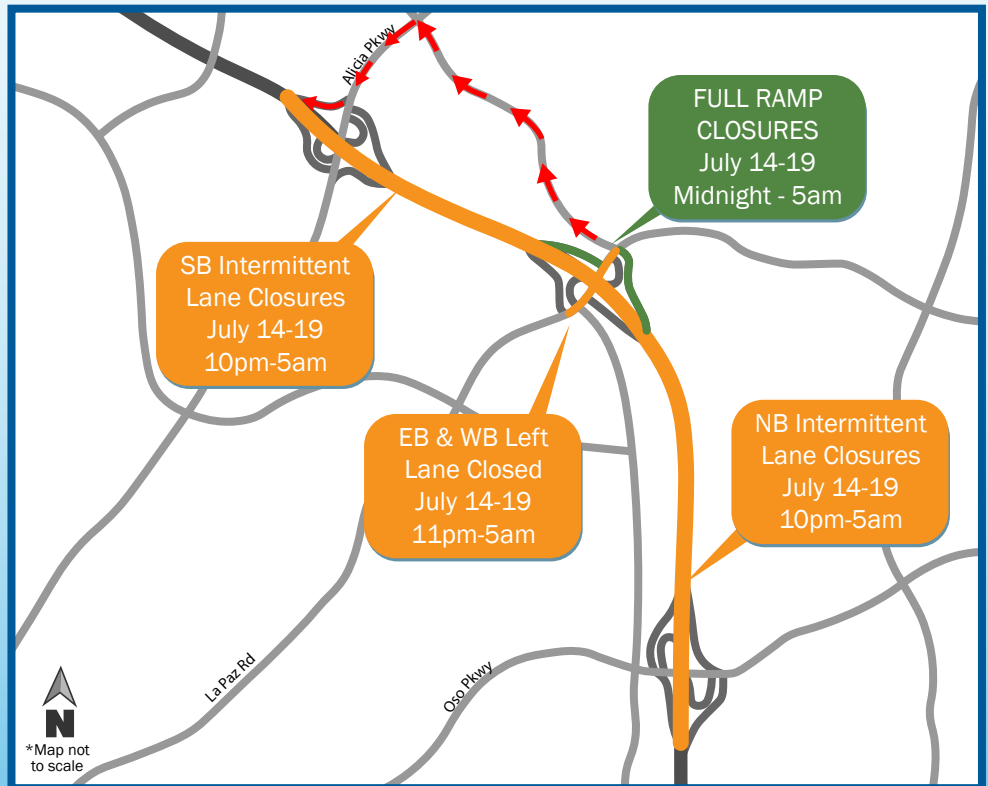 Alicia Pkwy
FULL RAMP
CLOSURES
July 14-19
Midnight - 5am
SB Intermittent
Lane Closures
July 14-19
10pm-5am
EB & WB Left
Lane Closed
July 14-19
11pm-5am
NB Intermittent
Lane Closures
July 14-19
10pm-5am
La Paz Rd
Oso Pkwy
N
*Map not
to scale